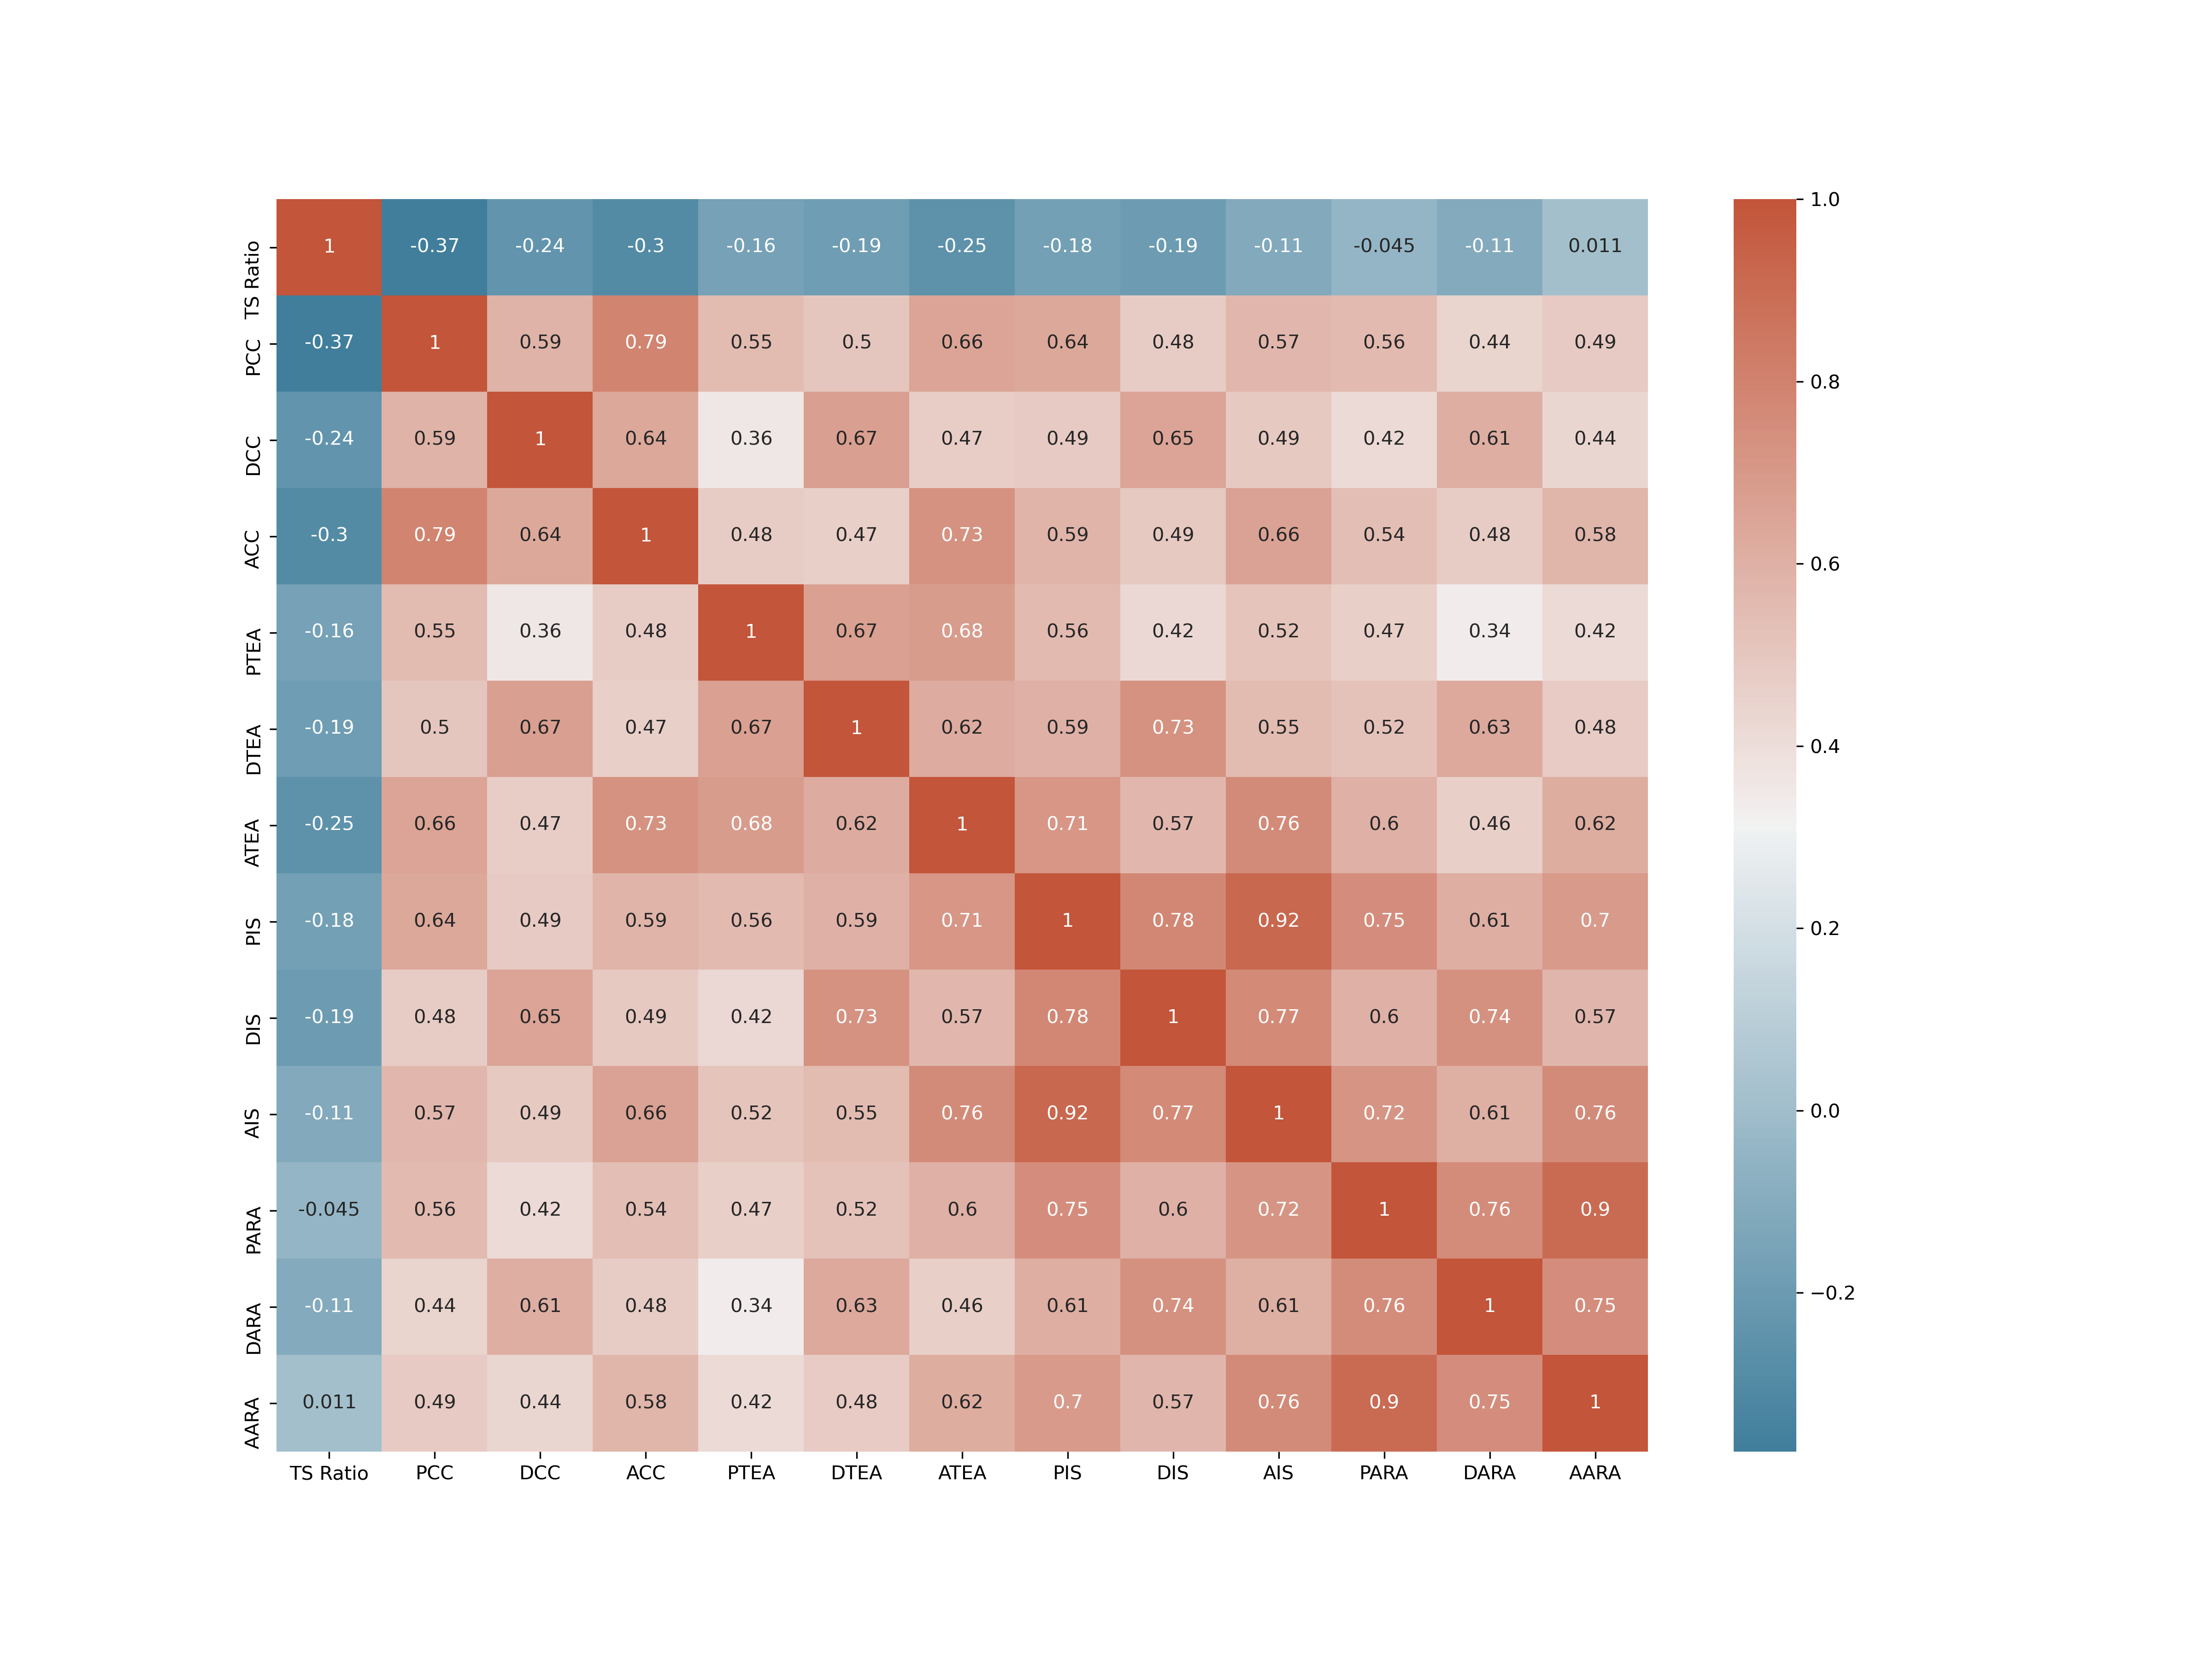 TS Ratio 1 -0.37 -0.24 -0.3 -0.16 -0.19 -0.25 -0.18 -0.19 -0.11 -0.045 -0.11 0.011
PCC -0.37 1 0.59 0.79 0.55 0.5 0.66 0.64 0.48 0.57 0.56 0.44 0.49
DCC -0.24 0.59 1 0.64 0.36 0.67 0.47 0.49 0.65 0.49 0.42 0.61 0.44
ACC -0.3 0.79 0.64 1 0.48 0.47 0.73 0.59 0.49 0.66 0.54 0.48 0.58
PTEA -0.16 0.55 0.36 0.48 1 0.67 0.68 0.56 0.42 0.52 0.47 0.34 0.42
DTEA -0.19 0.5 0.67 0.47 0.67 1 0.62 0.59 0.73 0.55 0.52 0.63 0.48
ATEA -0.25 0.66 0.47 0.73 0.68 0.62 1 0.71 0.57 0.76 0.6 0.46 0.62
PIS -0.18 0.64 0.49 0.59 0.56 0.59 0.71 1 0.78 0.92 0.75 0.61 0.7
DIS -0.19 0.48 0.65 0.49 0.42 0.73 0.57 0.78 1 0.77 0.6 0.74 0.57
AIS -0.11 0.57 0.49 0.66 0.52 0.55 0.76 0.92 0.77 1 0.72 0.61 0.76
PARA -0.045 0.56 0.42 0.54 0.47 0.52 0.6 0.75 0.6 0.72 1 0.76 0.9
DARA -0.11 0.44 0.61 0.48 0.34 0.63 0.46 0.61 0.74 0.61 0.76 1 0.75
AARA 0.011 0.49 0.44 0.58 0.42 0.48 0.62 0.7 0.57 0.76 0.9 0.75 1
TS Ratio PCC DCC ACC PTEA DTEA ATEA PIS DIS AIS PARA DARA AARA
1.0
0.8
0.6
0.4
0.2
0.0
−0.2